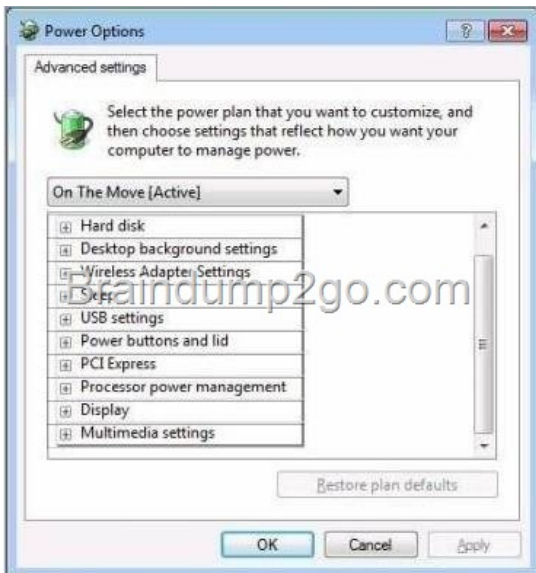 Power Options
Advanced settings
Select the power plan that you want to customize, and
then choose settings that reflect how you want your
computer to manage power.
On The Move [Active]
Hard disk
Desktop background settings
Wireless Adapter Settings
Sleep
Braindump2go.com
USB settings
Power buttons and lid
PCI Express
Processor power management
Display
Multimedia settings
Restore plan defaults
OK Cancel Apply